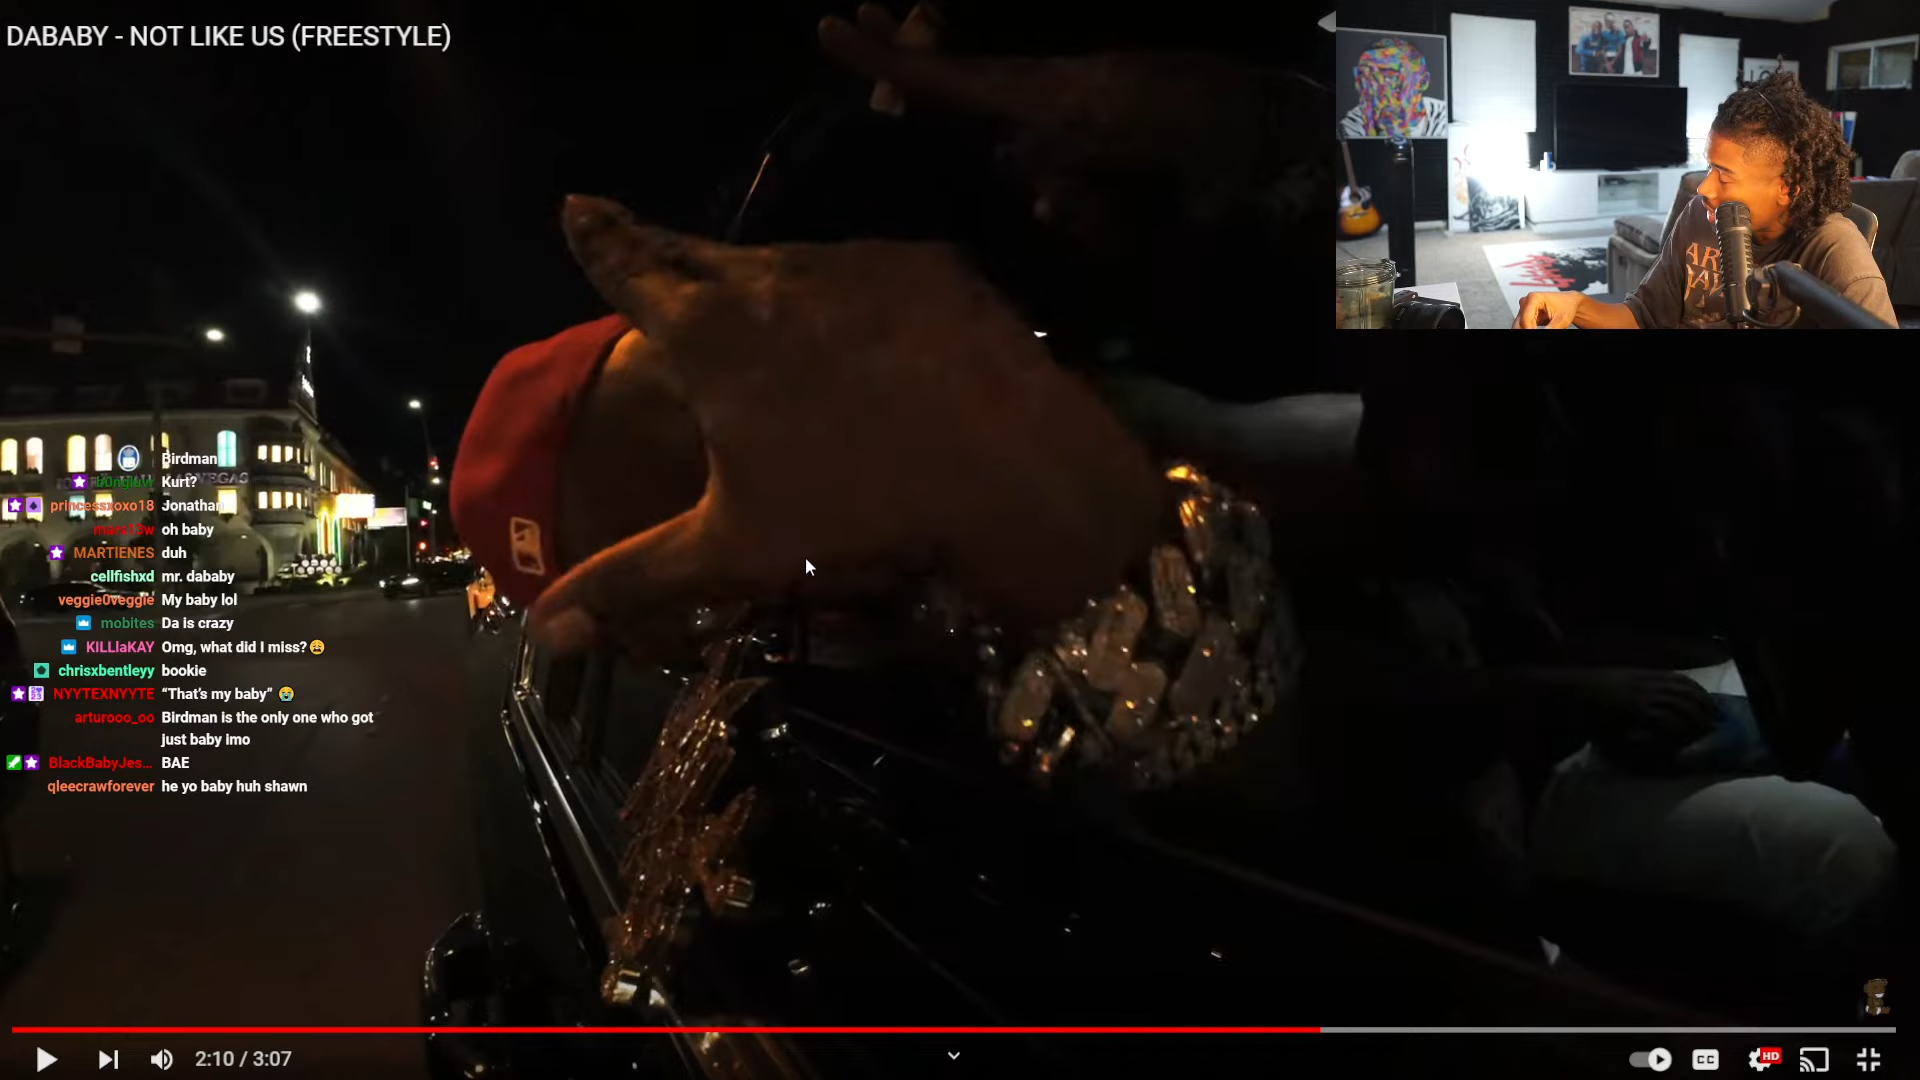 DABABY - NOT LIKE US (FREESTYLE)
Birdman
Kurt?
princessxoxo18 Jonathan
oh baby
MARTIENES duh
cellfishxd mr. dababy
veggie0veggie My baby lol
mobites Da is crazy
KILLlaKAY Omg, what did I miss?😩
chrisxbentleyy bookie
NYYTEXNYYTE “That’s my baby” 😭
arturooo_oo Birdman is the only one who got
just baby imo
BlackBabyJes... BAE
qleecrawforever he yo baby huh shawn
2:10 / 3:07
CC
HD